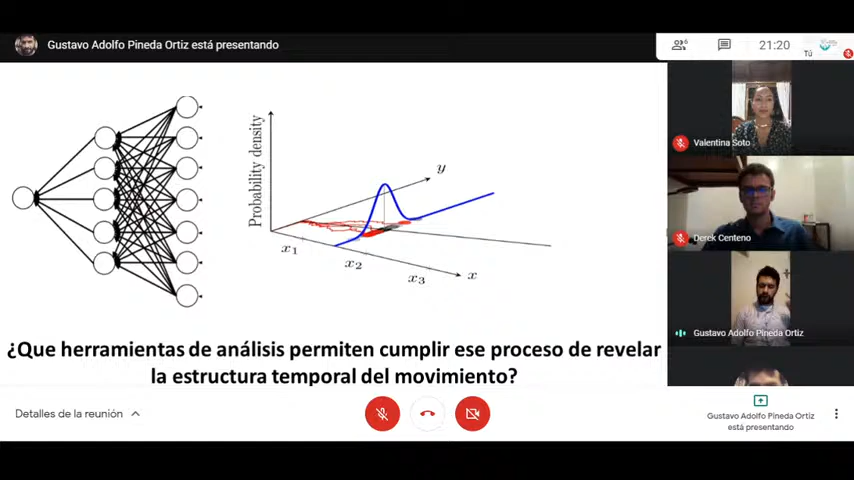 Gustavo Adolfo Pineda Ortiz está presentando
6
21:20
Tú
Probability density
y
x1
x2
x3
x
¿Que herramientas de análisis permiten cumplir ese proceso de revelar
la estructura temporal del movimiento?
Valentina Soto
Derek Centeno
Gustavo Adolfo Pineda Ortiz
Detalles de la reunión
Gustavo Adolfo Pineda Ortiz
está presentando